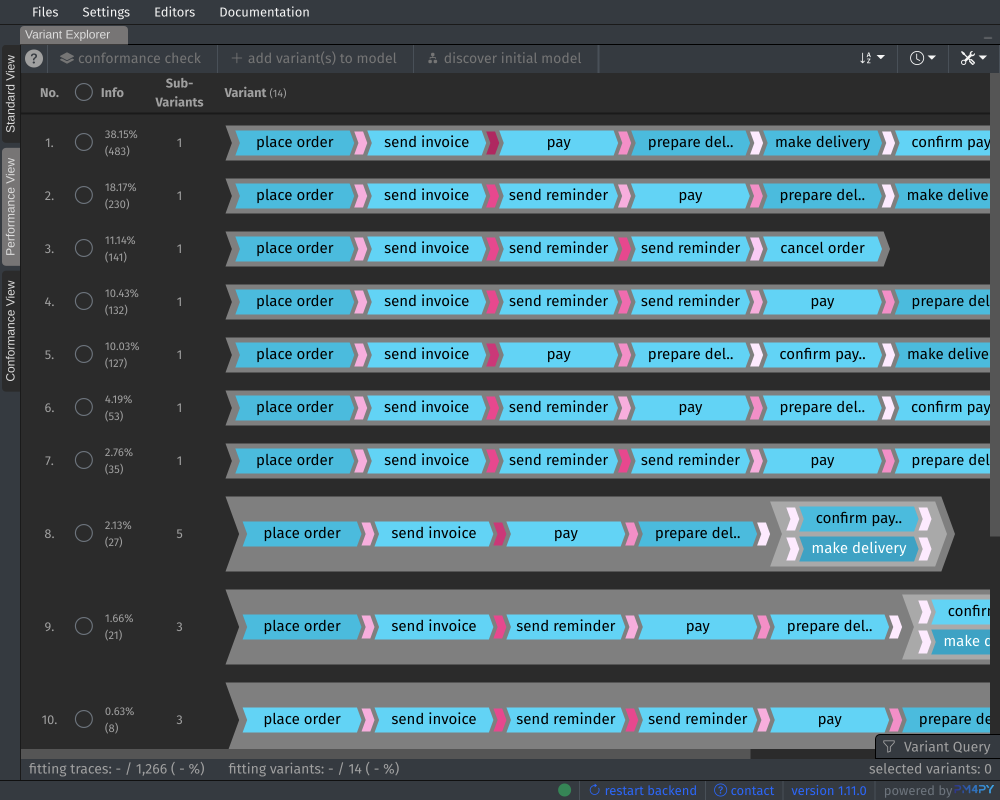 Files Settings Editors Documentation
Variant Explorer
? conformance check + add variant(s) to model discover initial model
Standard View
Performance View
Conformance View
No. Info Sub-Variants Variant (14)
1. 38.15% (483) 1 place order send invoice pay prepare del.. make delivery confirm pay
2. 18.17% (230) 1 place order send invoice send reminder pay prepare del.. make delive
3. 11.14% (141) 1 place order send invoice send reminder send reminder cancel order
4. 10.43% (132) 1 place order send invoice send reminder send reminder pay prepare del
5. 10.03% (127) 1 place order send invoice pay prepare del.. confirm pay.. make delive
6. 4.19% (53) 1 place order send invoice send reminder pay prepare del.. confirm pay
7. 2.76% (35) 1 place order send invoice send reminder send reminder pay prepare del
8. 2.13% (27) 5 place order send invoice pay prepare del.. confirm pay.. make delivery
9. 1.66% (21) 3 place order send invoice send reminder pay prepare del.. confirm make d
10. 0.63% (8) 3 place order send invoice send reminder send reminder pay prepare de
Variant Query
fitting traces: - / 1,266 ( - %) fitting variants: - / 14 ( - %) selected variants: 0
restart backend contact version 1.11.0 powered by PM4PY